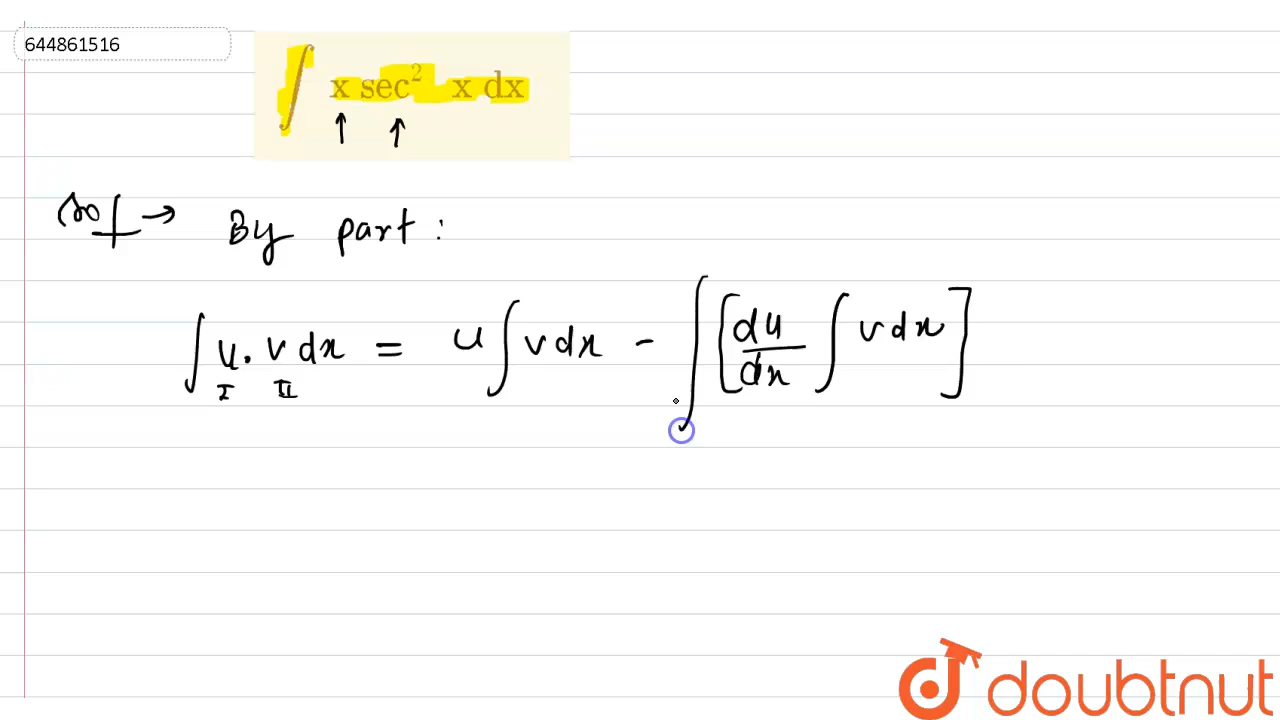 644861516
∫ x sec² x dx
↑ ↑
Sol → By part :
∫ u . v dx = u ∫ v dx - ∫ [ du/dx ∫ v dx ]
I II
doubtnut